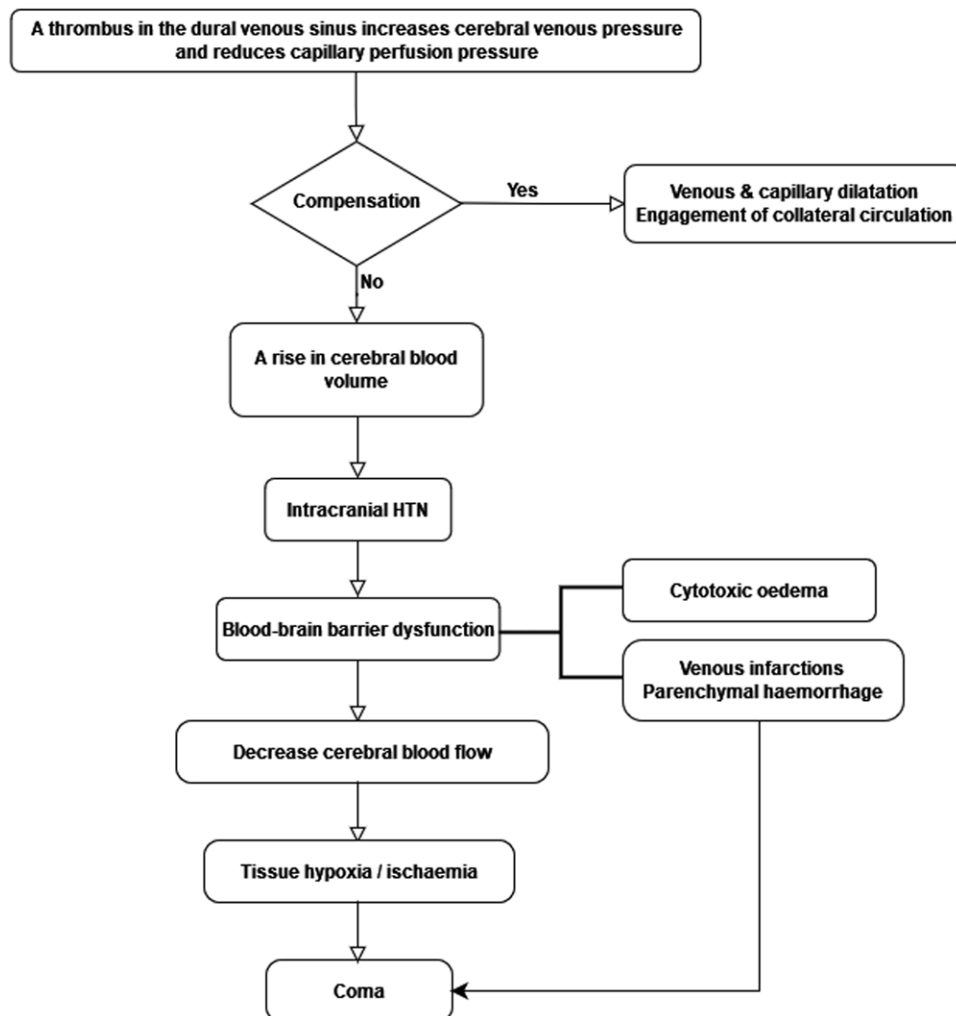 A thrombus in the dural venous sinus increases cerebral venous pressure
and reduces capillary perfusion pressure
Compensation
Yes
Venous & capillary dilatation
Engagement of collateral circulation
No
A rise in cerebral blood
volume
Intracranial HTN
Blood-brain barrier dysfunction
Cytotoxic oedema
Venous infarctions
Parenchymal haemorrhage
Decrease cerebral blood flow
Tissue hypoxia / ischaemia
Coma